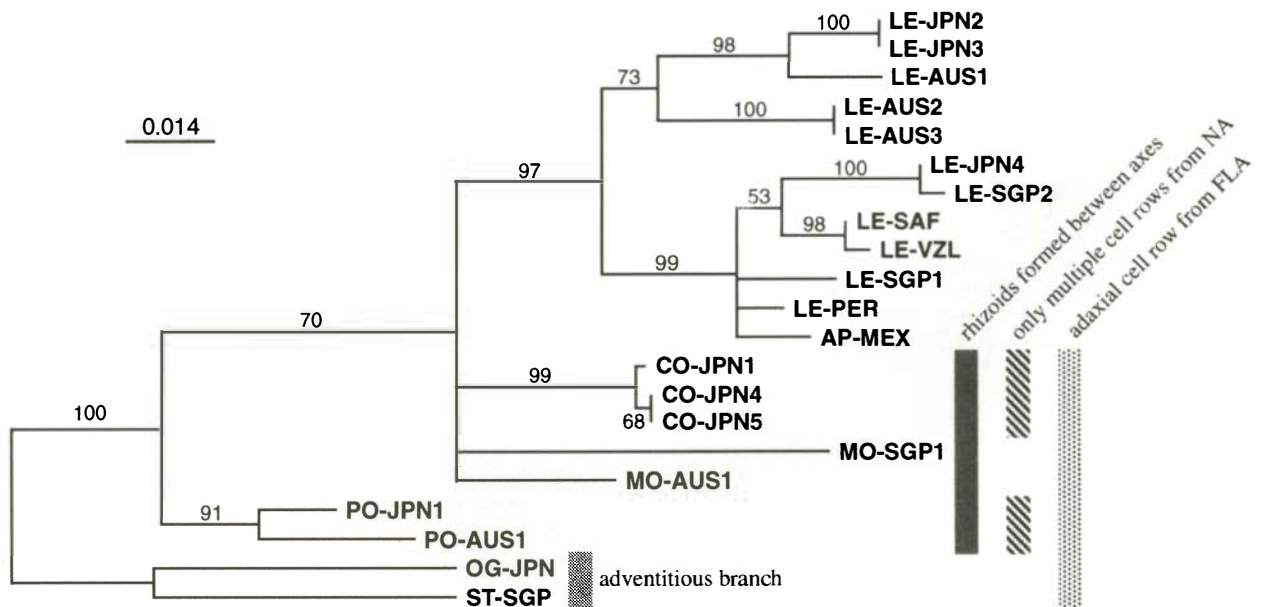 100
LE-JPN2
98
LE-JPN3
73
LE-AUS1
100
LE-AUS2
LE-AUS3
0.014
97
100
LE-JPN4
LE-SGP2
53
98
LE-SAF
LE-VZL
99
LE-SGP1
LE-PER
AP-MEX
70
99
CO-JPN1
CO-JPN4
68
CO-JPN5
100
MO-SGP1
MO-AUS1
91
PO-JPN1
PO-AUS1
OG-JPN
ST-SGP
adventitious branch
rhizoids formed between axes
only multiple cell rows from NA
adaxial cell row from FLA